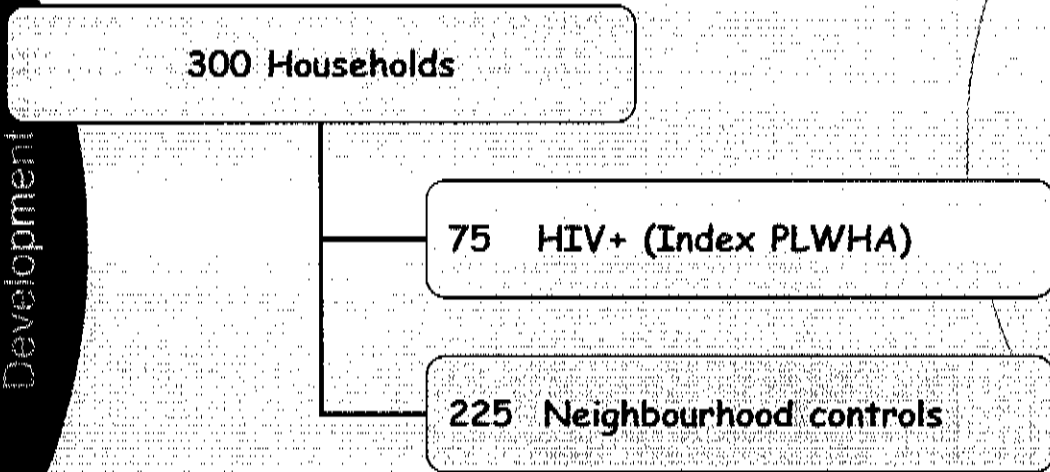 300 Households
Development
75 HIV+ (Index PLWHA)
225 Neighbourhood controls